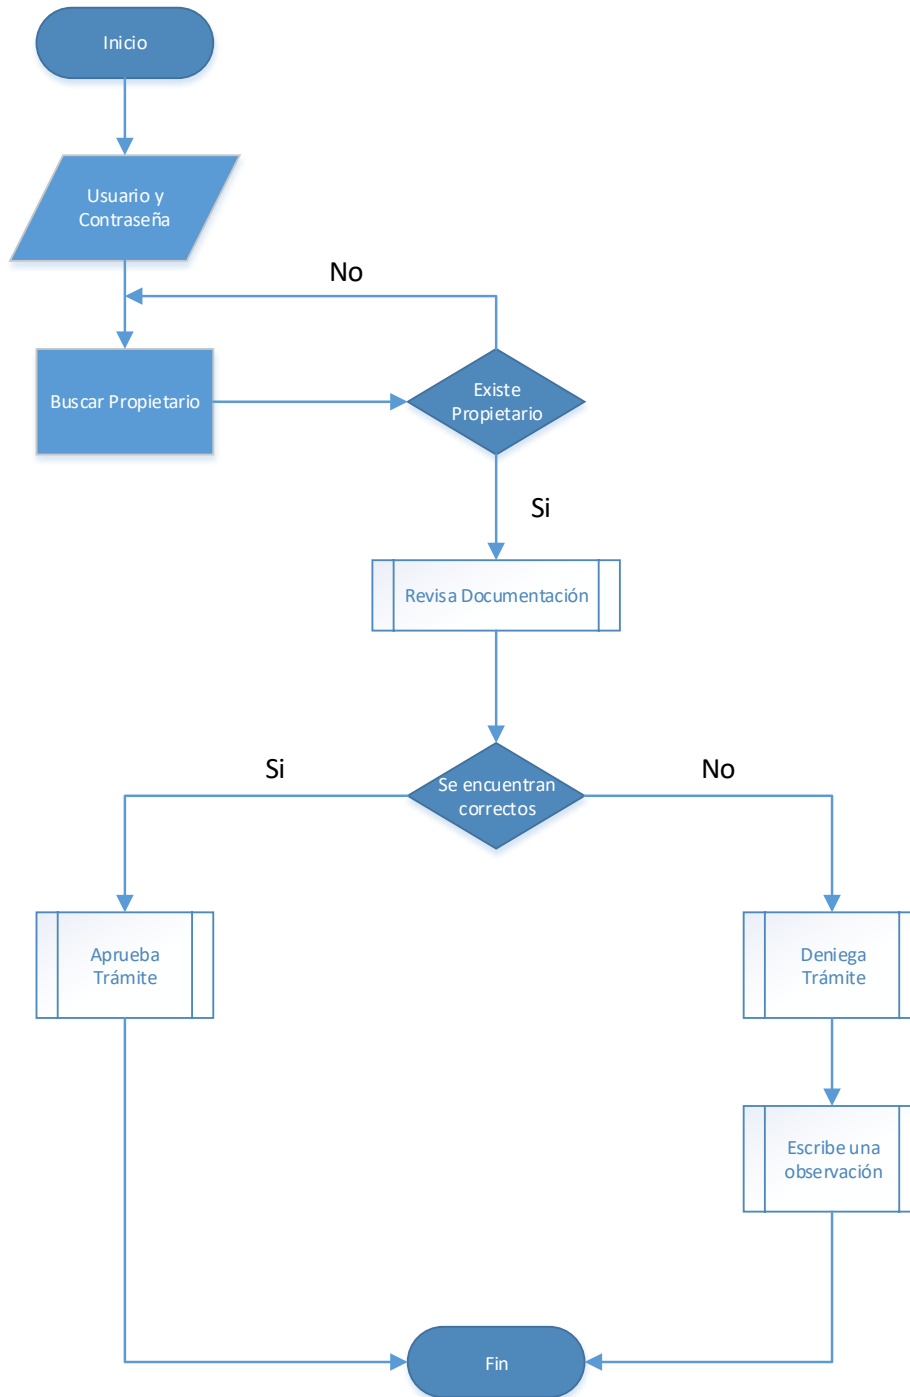 Inicio
Usuario y
Contraseña
No
Buscar Propietario
Existe
Propietario
Si
Revisa Documentación
Se encuentran
correctos
Si
No
Aprueba
Trámite
Deniega
Trámite
Escribe una
observación
Fin